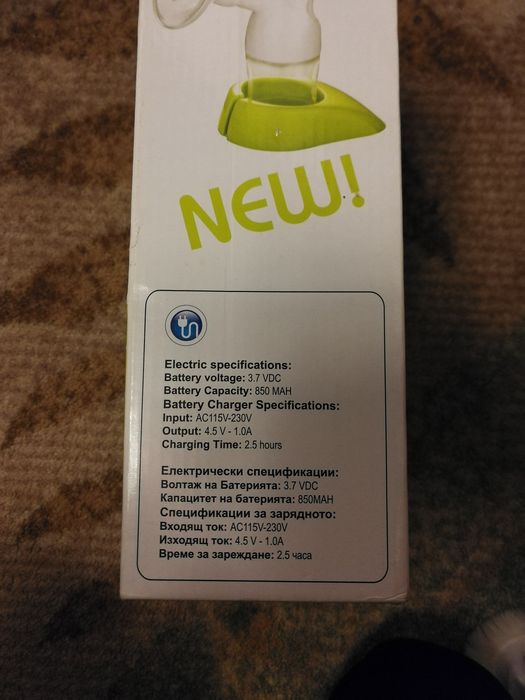 NEW!
Electric specifications:
Battery voltage: 3.7 VDC
Battery Capacity: 850 MAH
Battery Charger Specifications:
Input: AC115V-230V
Output: 4.5 V - 1.0A
Charging Time: 2.5 hours
Електрически спецификации:
Волтаж на Батерията: 3.7 VDC
Капацитет на батерията: 850MAH
Спецификации за зарядното:
Входящ ток: AC115V-230V
Изходящ ток: 4.5 V - 1.0A
Време за зареждане: 2.5 часа